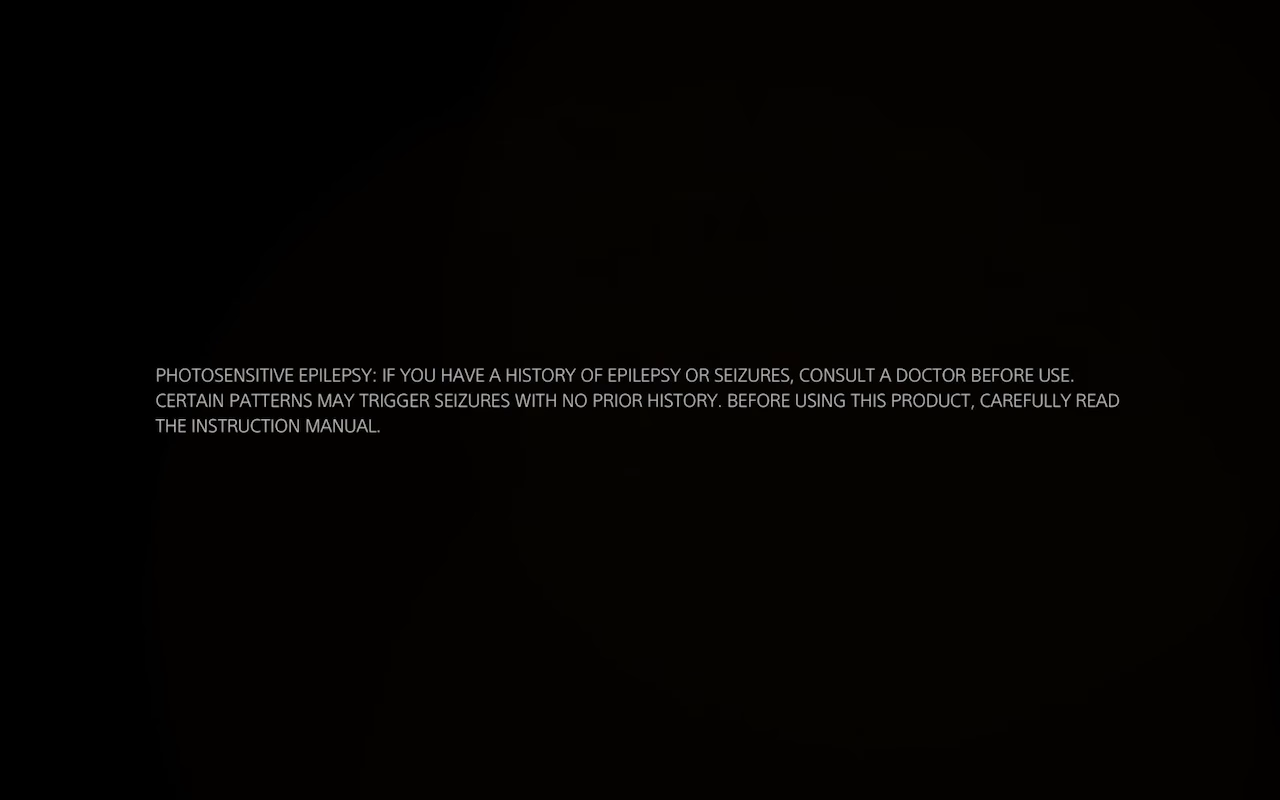 PHOTOSENSITIVE EPILEPSY: IF YOU HAVE A HISTORY OF EPILEPSY OR SEIZURES, CONSULT A DOCTOR BEFORE USE.
CERTAIN PATTERNS MAY TRIGGER SEIZURES WITH NO PRIOR HISTORY. BEFORE USING THIS PRODUCT, CAREFULLY READ
THE INSTRUCTION MANUAL.